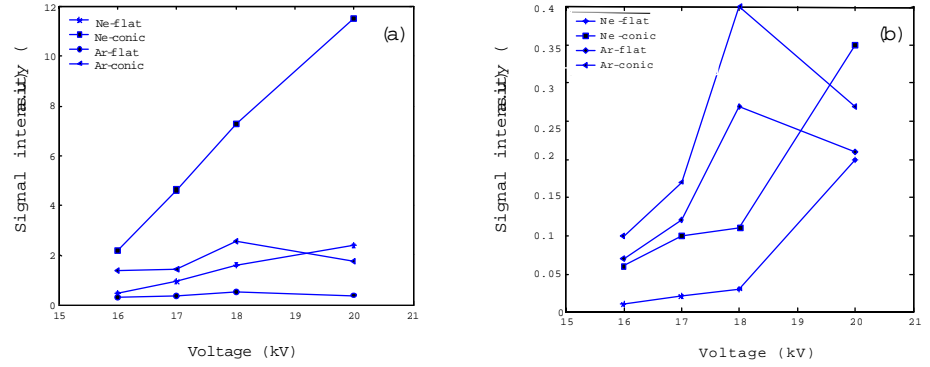 Ne-flat
Ne-conic
Ar-flat
Ar-conic
(a)
12
10
8
6
4
2
0
15 16 17 18 19 20 21
Voltage (kV)
Signal intensity (
Ne-flat
Ne-conic
Ar-flat
Ar-conic
(b)
0.4
0.35
0.3
0.25
0.2
0.15
0.1
0.05
0
15 16 17 18 19 20 21
Voltage (kV)
Signal intensity (